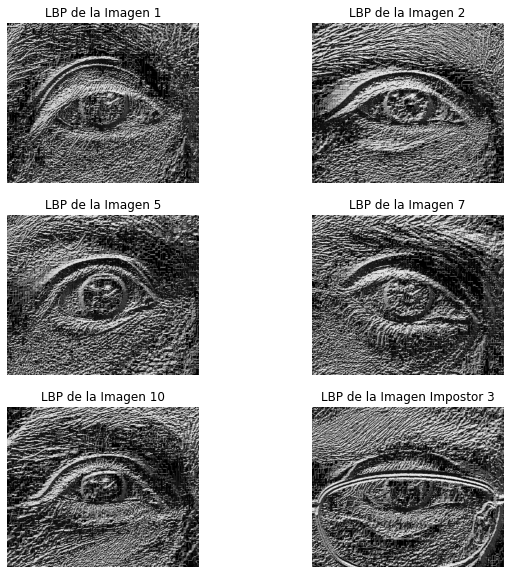 LBP de la Imagen 1
LBP de la Imagen 2
LBP de la Imagen 5
LBP de la Imagen 7
LBP de la Imagen 10
LBP de la Imagen Impostor 3